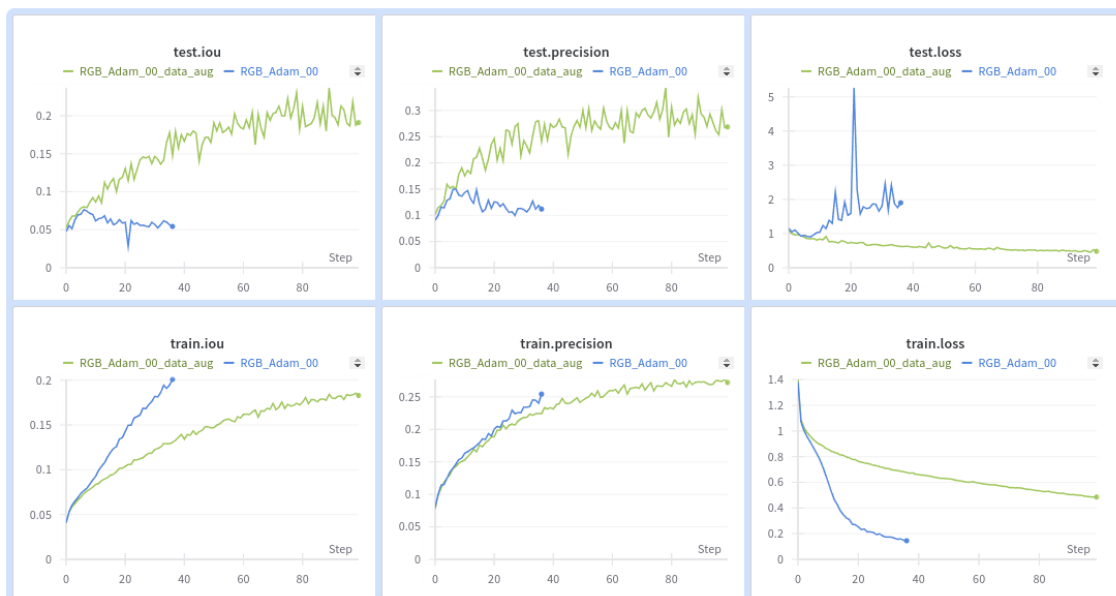 test.iou
RGB_Adam_00_data_aug RGB_Adam_00
0.2
0.15
0.1
0.05
0
Step
0 20 40 60 80
test.precision
RGB_Adam_00_data_aug RGB_Adam_00
0.3
0.25
0.2
0.15
0.1
0.05
0
Step
0 20 40 60 80
test.loss
RGB_Adam_00_data_aug RGB_Adam_00
5
4
3
2
1
0
Step
0 20 40 60 80
train.iou
RGB_Adam_00_data_aug RGB_Adam_00
0.2
0.15
0.1
0.05
0
Step
0 20 40 60 80
train.precision
RGB_Adam_00_data_aug RGB_Adam_00
0.25
0.2
0.15
0.1
0.05
0
Step
0 20 40 60 80
train.loss
RGB_Adam_00_data_aug RGB_Adam_00
1.4
1.2
1
0.8
0.6
0.4
0.2
0
Step
0 20 40 60 80